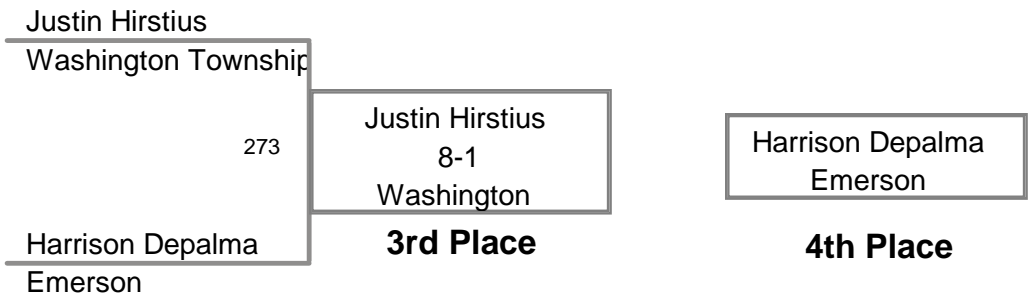 Justin Hirstius
Washington Township
273
Justin Hirstius
8-1
Washington
3rd Place
Harrison Depalma
Emerson
4th Place
Harrison Depalma
Emerson